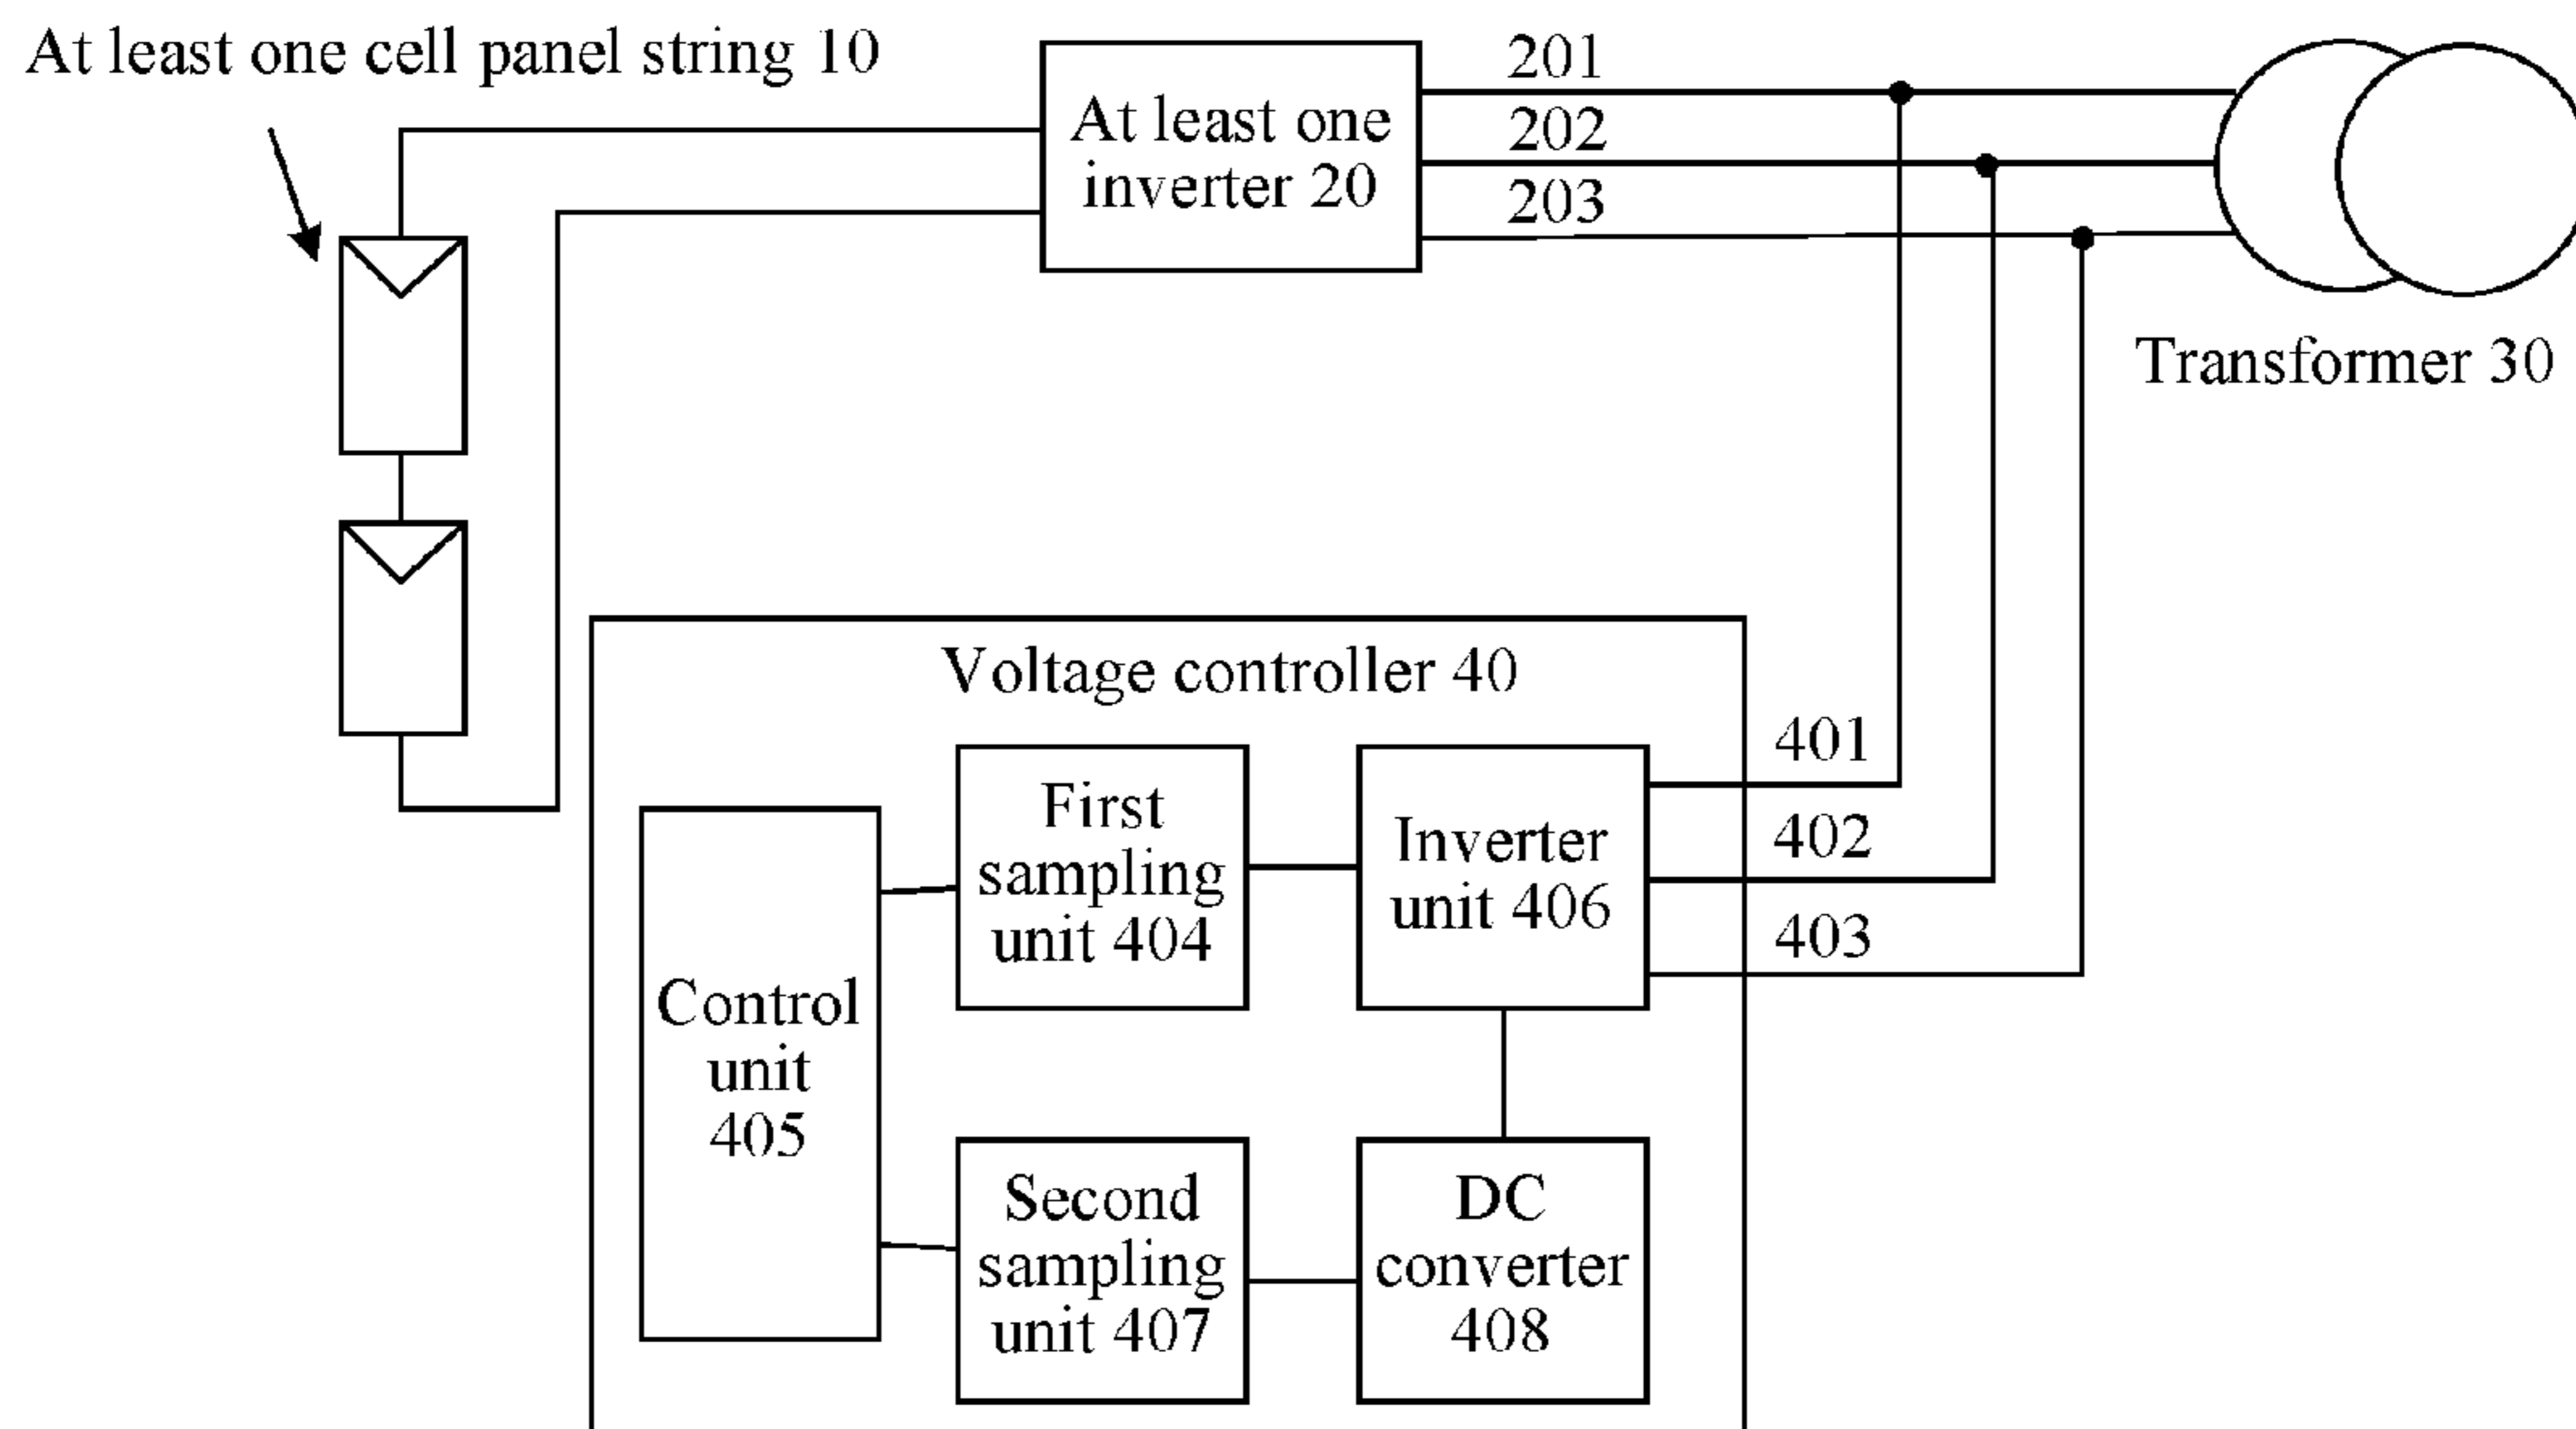 At least one cell panel string 10
At least one
inverter 20
201
202
203
Transformer 30
Voltage controller 40
401
402
403
First
sampling
unit 404
Inverter
unit 406
Control
unit
405
Second
sampling
unit 407
DC
converter
408